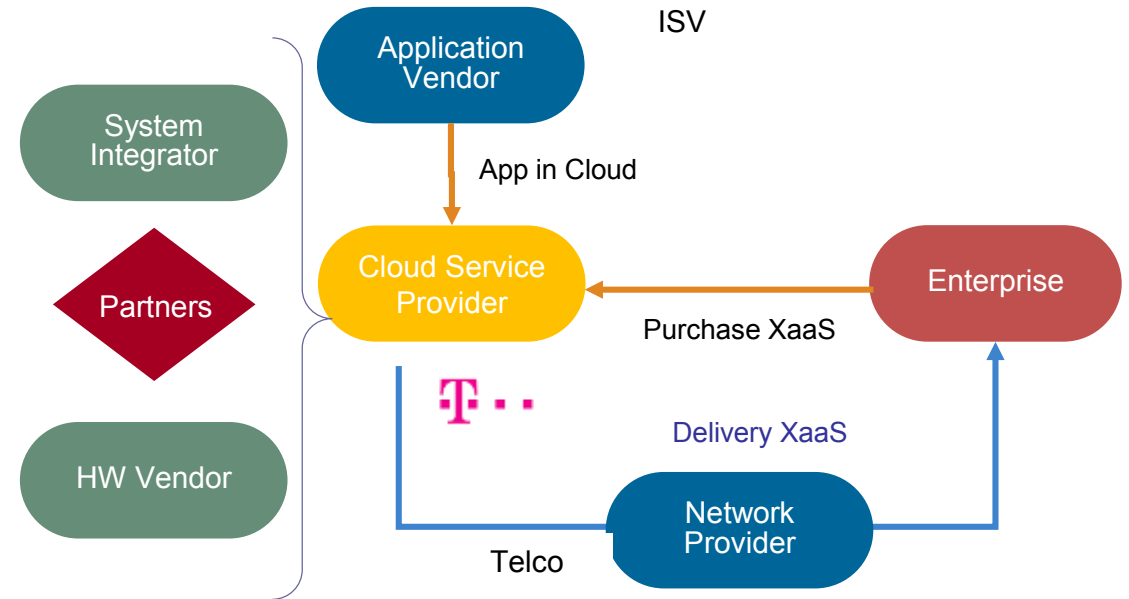 ISV
Application
Vendor
System
Integrator
App in Cloud
Cloud Service
Provider
Enterprise
Partners
Purchase XaaS
T
Delivery XaaS
HW Vendor
Network
Provider
Telco